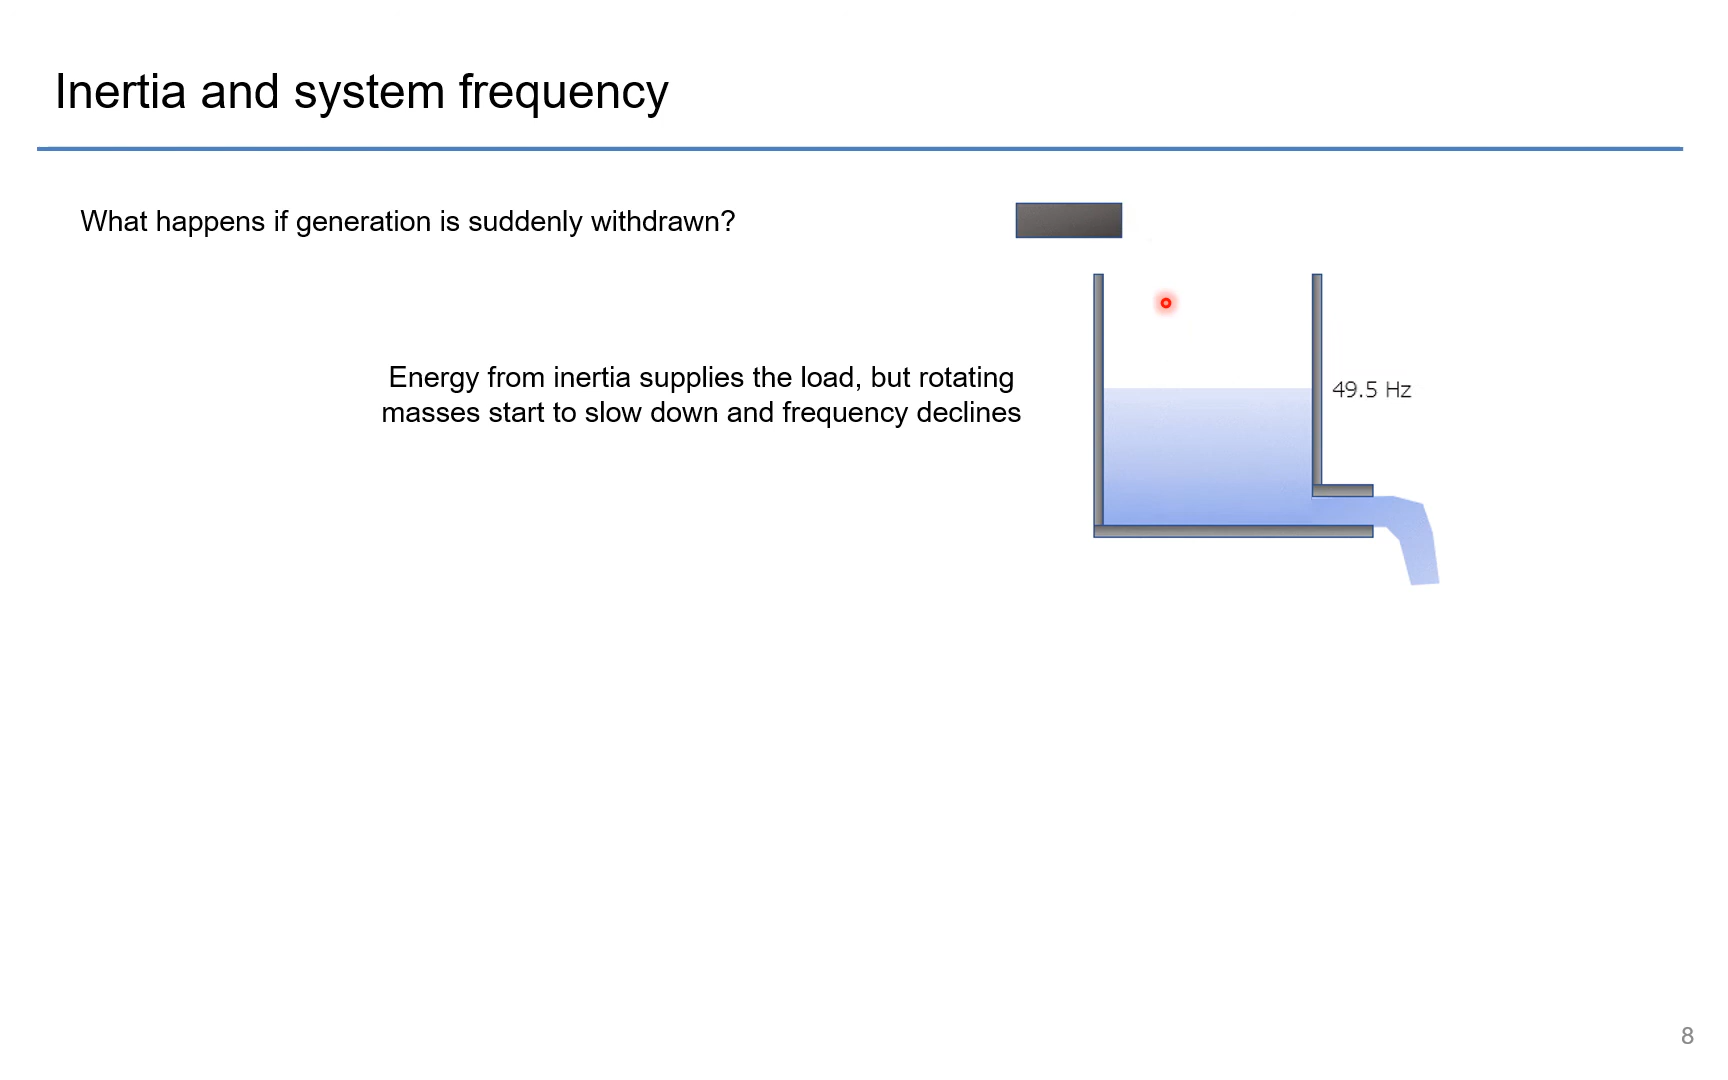 Inertia and system frequency
What happens if generation is suddenly withdrawn?
Energy from inertia supplies the load, but rotating
masses start to slow down and frequency declines
49.5 Hz
8